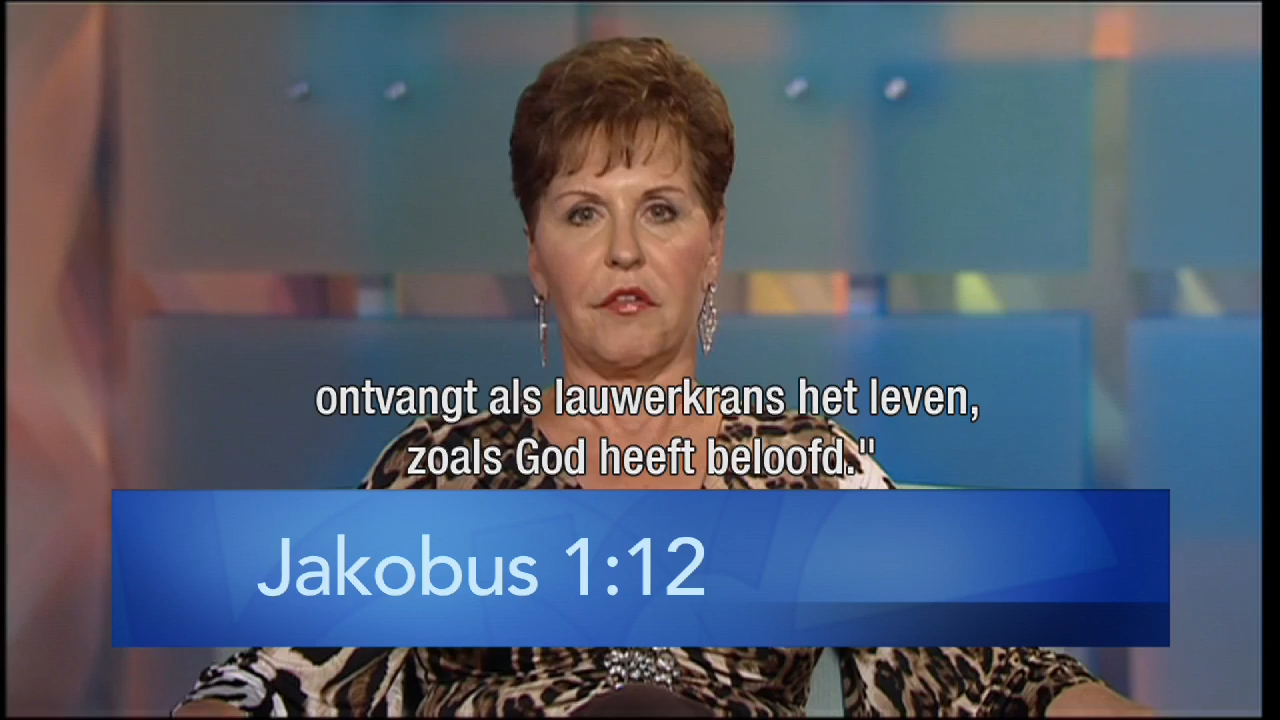 ontvangt als lauwerkrans het leven,
zoals God heeft beloofd."
Jakobus 1:12